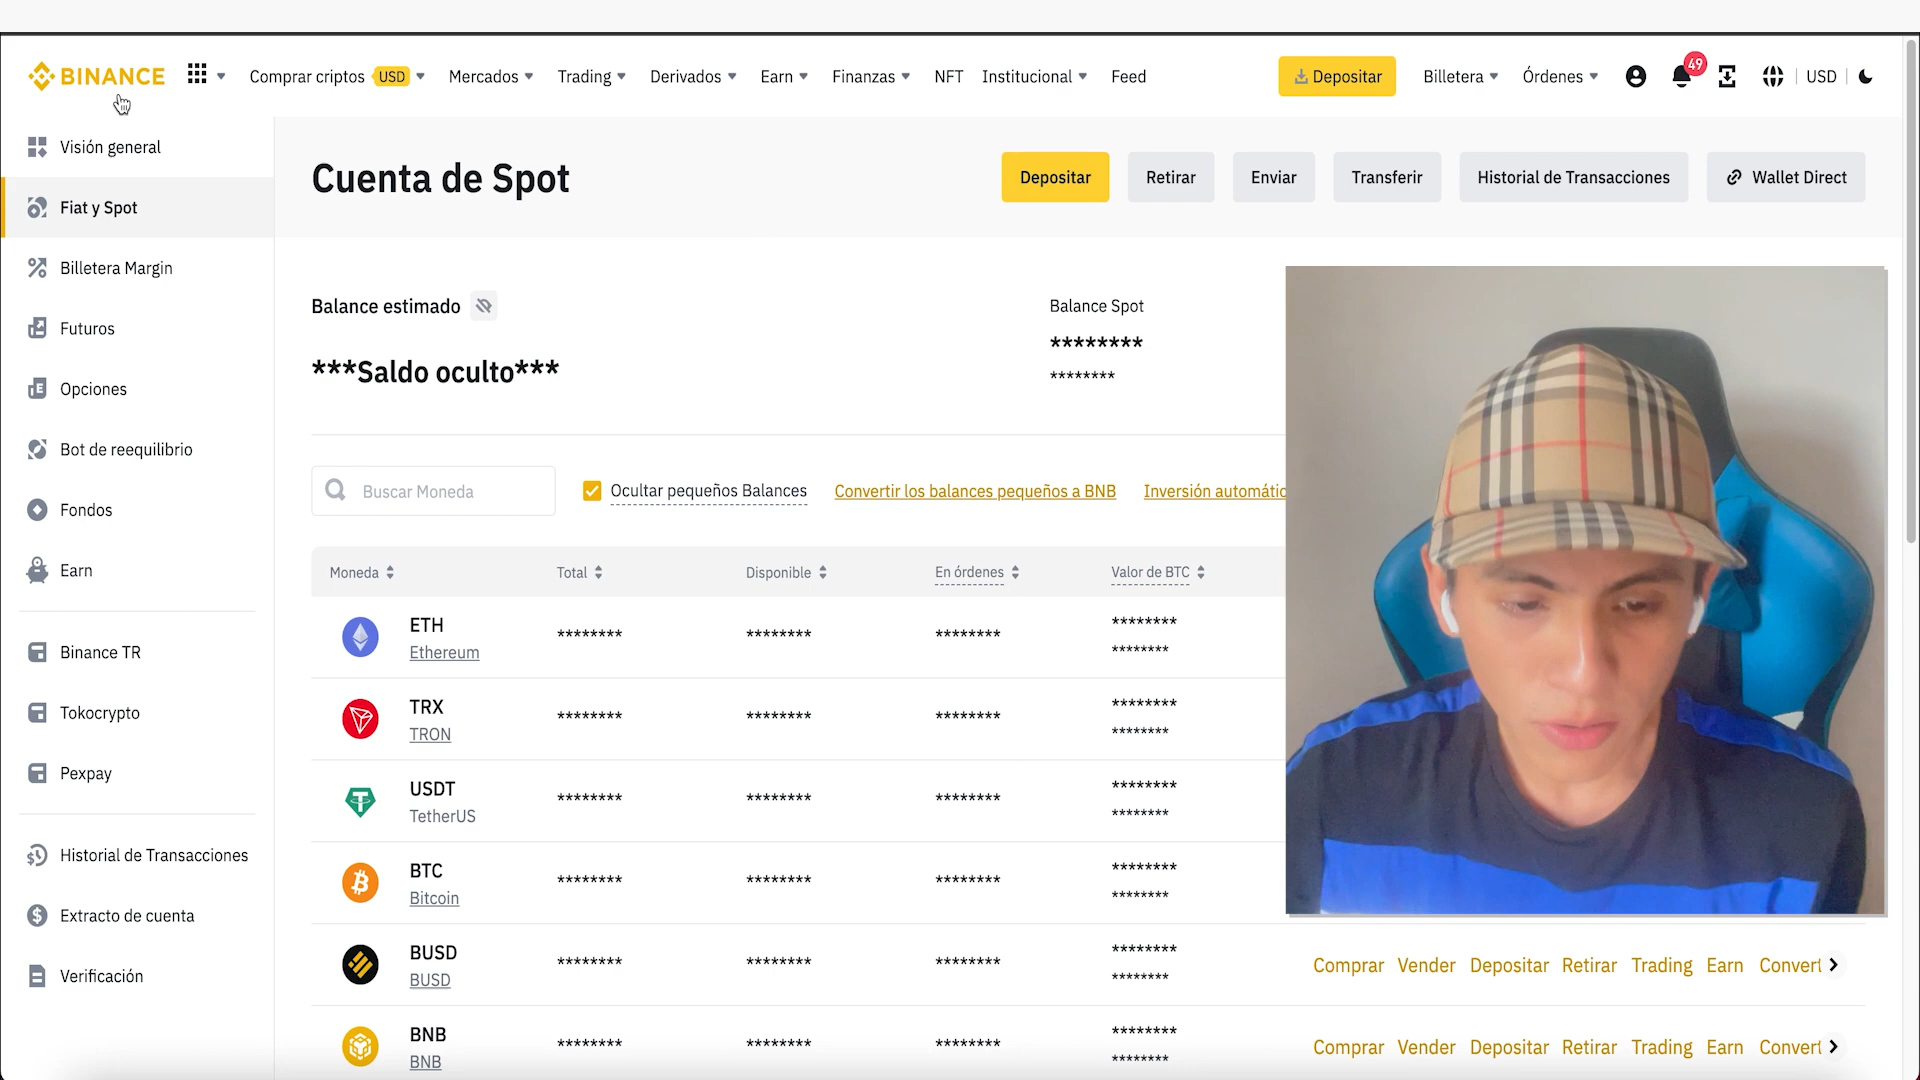 BINANCE
Comprar criptos USD
Mercados
Trading
Derivados
Earn
Finanzas
NFT
Institucional
Feed
Depositar
Billetera
Órdenes
49
USD
Visión general
Fiat y Spot
Billetera Margin
Futuros
Opciones
Bot de reequilibrio
Fondos
Earn
Binance TR
Tokocrypto
Pexpay
Historial de Transacciones
Extracto de cuenta
Verificación
Cuenta de Spot
Depositar
Retirar
Enviar
Transferir
Historial de Transacciones
Wallet Direct
Balance estimado
***Saldo oculto***
Balance Spot
********
********
Buscar Moneda
Ocultar pequeños Balances
Convertir los balances pequeños a BNB
Inversión automátic
Moneda Total Disponible En órdenes Valor de BTC
ETH ******** ******** ******** ********
Ethereum ********
TRX ******** ******** ******** ********
TRON ********
USDT ******** ******** ******** ********
TetherUS ********
BTC ******** ******** ******** ********
Bitcoin ********
BUSD ******** ******** ******** ********
BUSD ******** Comprar Vender Depositar Retirar Trading Earn Convert
BNB ******** ******** ******** ********
BNB ******** Comprar Vender Depositar Retirar Trading Earn Convert